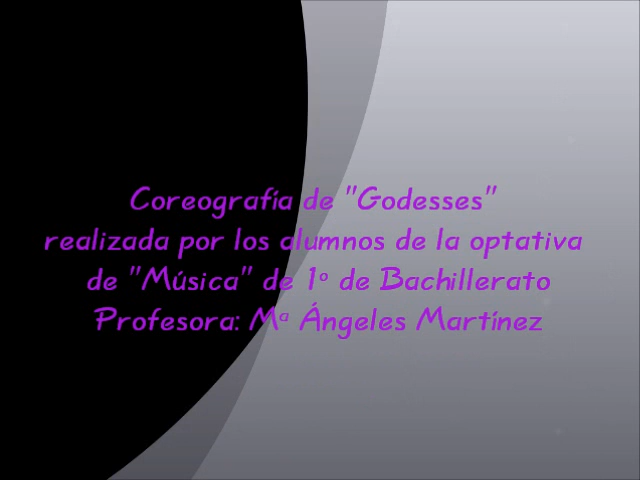 Coreografía de "Godesses"
realizada por los alumnos de la optativa
de "Música" de 1º de Bachillerato
Profesora: Mª Ángeles Martínez